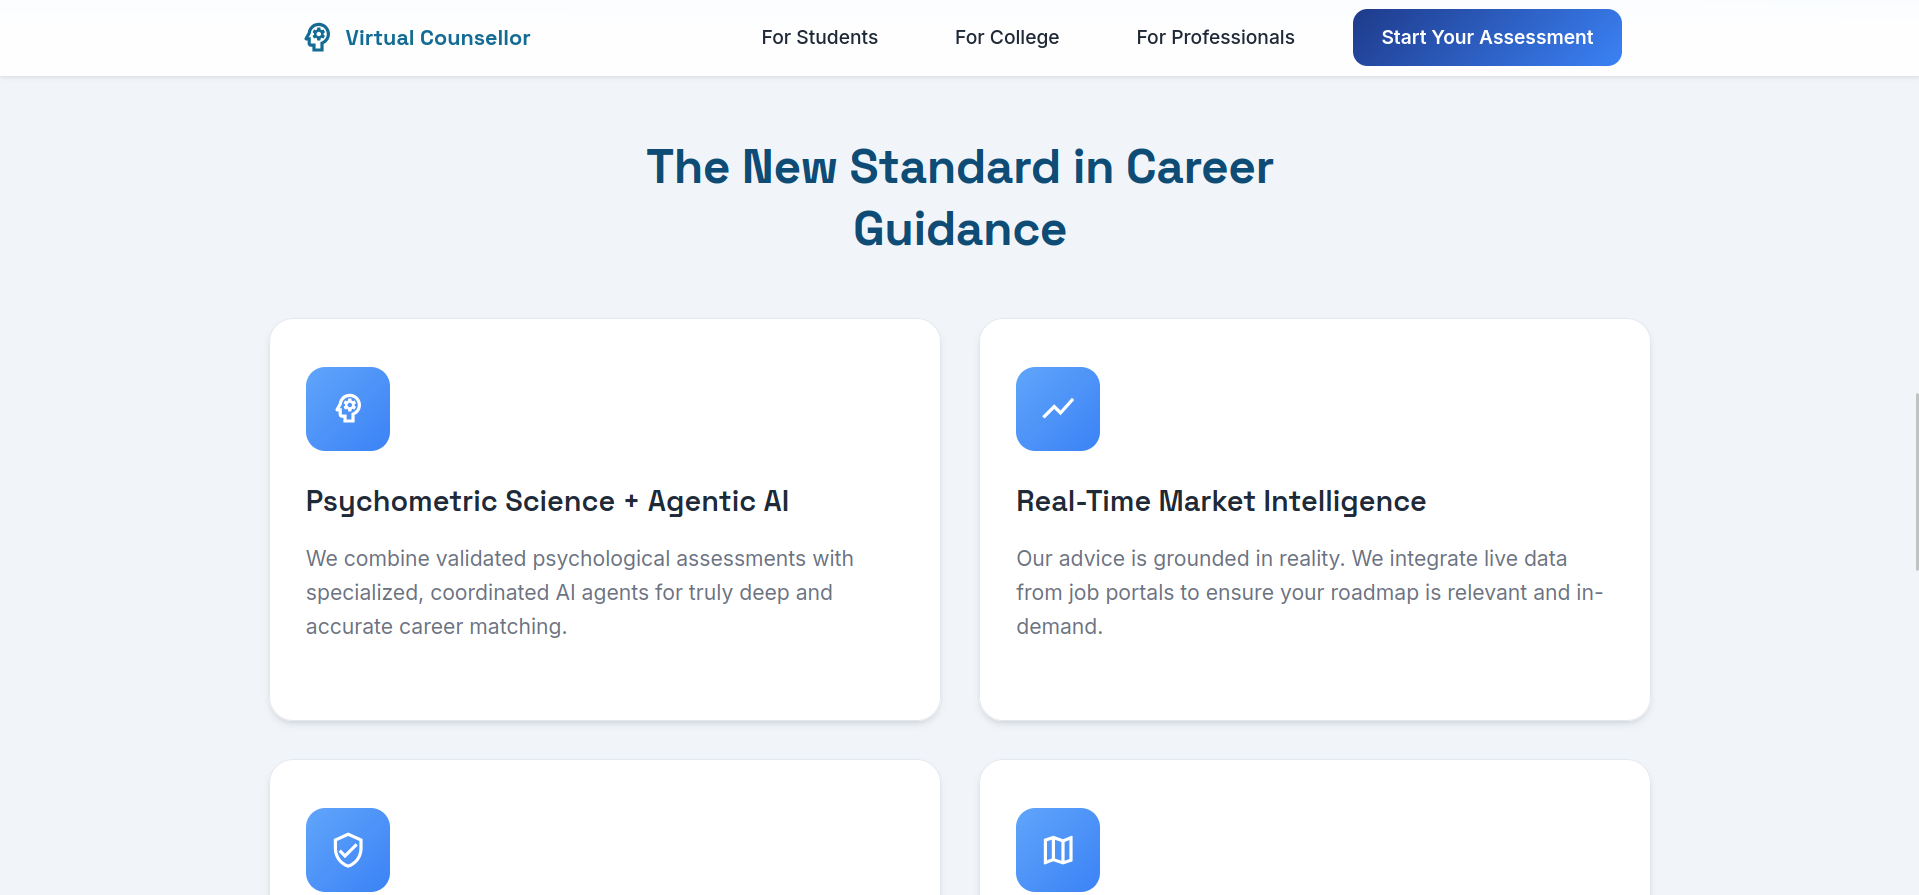 Virtual Counsellor
For Students
For College
For Professionals
Start Your Assessment
The New Standard in Career
Guidance
Psychometric Science + Agentic AI
We combine validated psychological assessments with
specialized, coordinated AI agents for truly deep and
accurate career matching.
Real-Time Market Intelligence
Our advice is grounded in reality. We integrate live data
from job portals to ensure your roadmap is relevant and in-
demand.